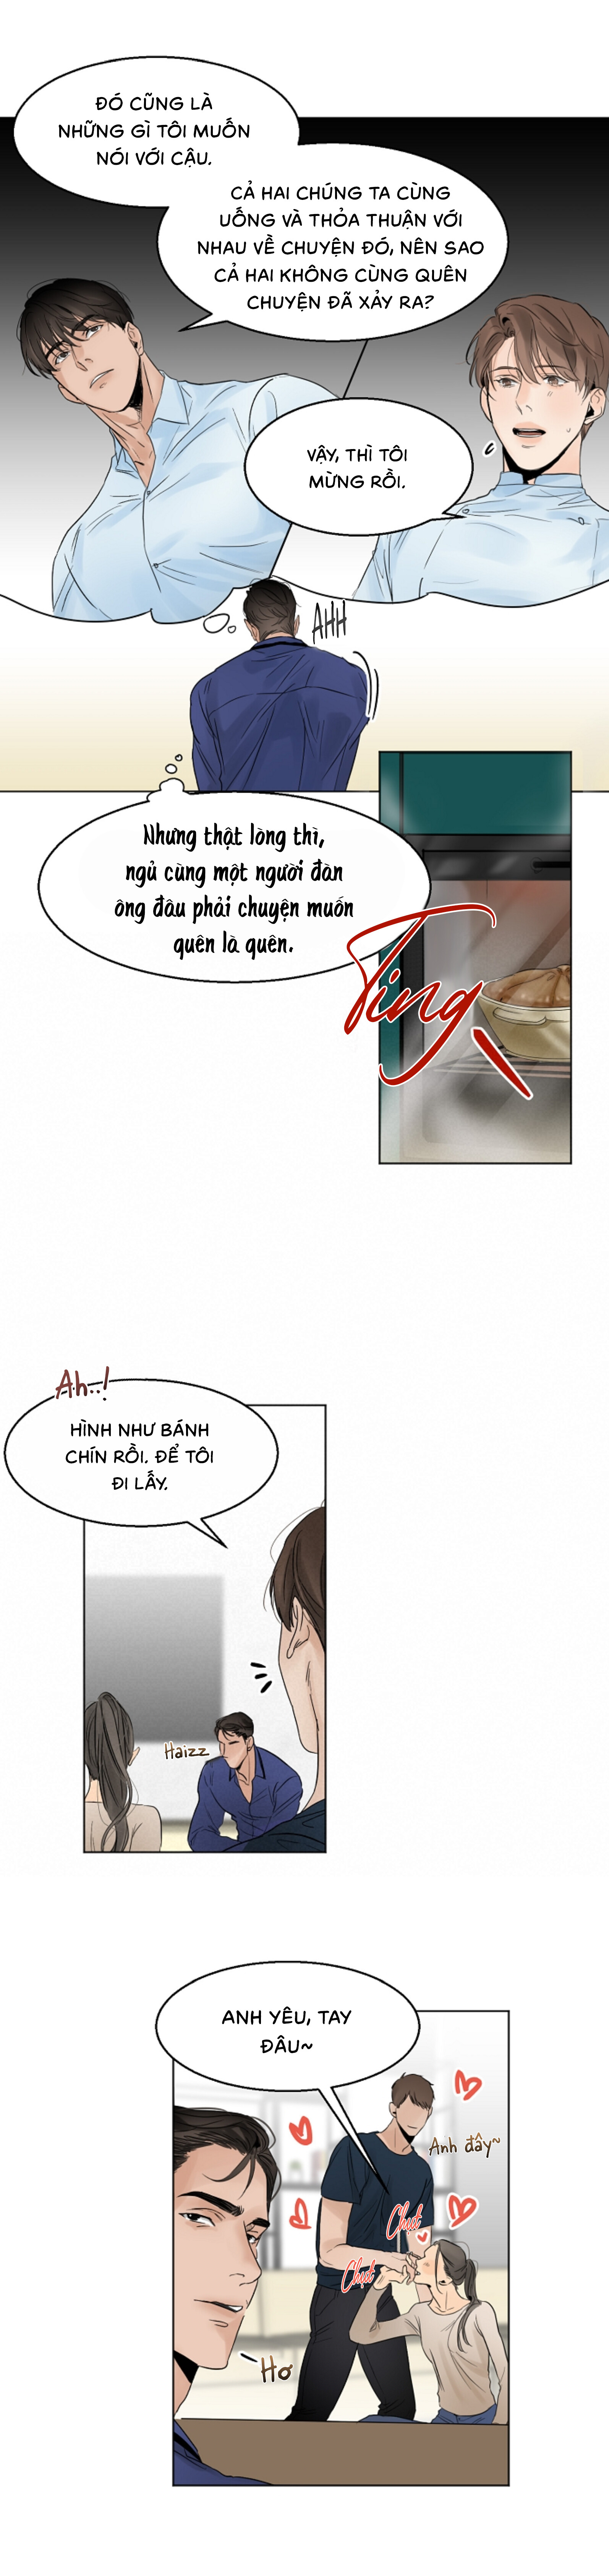 ĐÓ CŨNG LÀ
NHỮNG GÌ TÔI MUỐN
NÓI VỚI CẬU.
CẢ HAI CHÚNG TA CÙNG
UỐNG VÀ THỎA THUẬN VỚI
NHAU VỀ CHUYỆN ĐÓ, NÊN SAO
CẢ HAI KHÔNG CÙNG QUÊN
CHUYỆN ĐÃ XẢY RA?
VẬY, THÌ TÔI
MỪNG RỒI.
AHH
Nhưng thật lòng thì,
ngủ cùng một người đàn
ông đâu phải chuyện muốn
quên là quên.
Ting
Ah..!
HÌNH NHƯ BÁNH
CHÍN RỒI. ĐỂ TÔI
ĐI LẤY.
Haizz
ANH YÊU, TAY
ĐÂU~
Anh đây~
Chụt
Chụt
Hơ